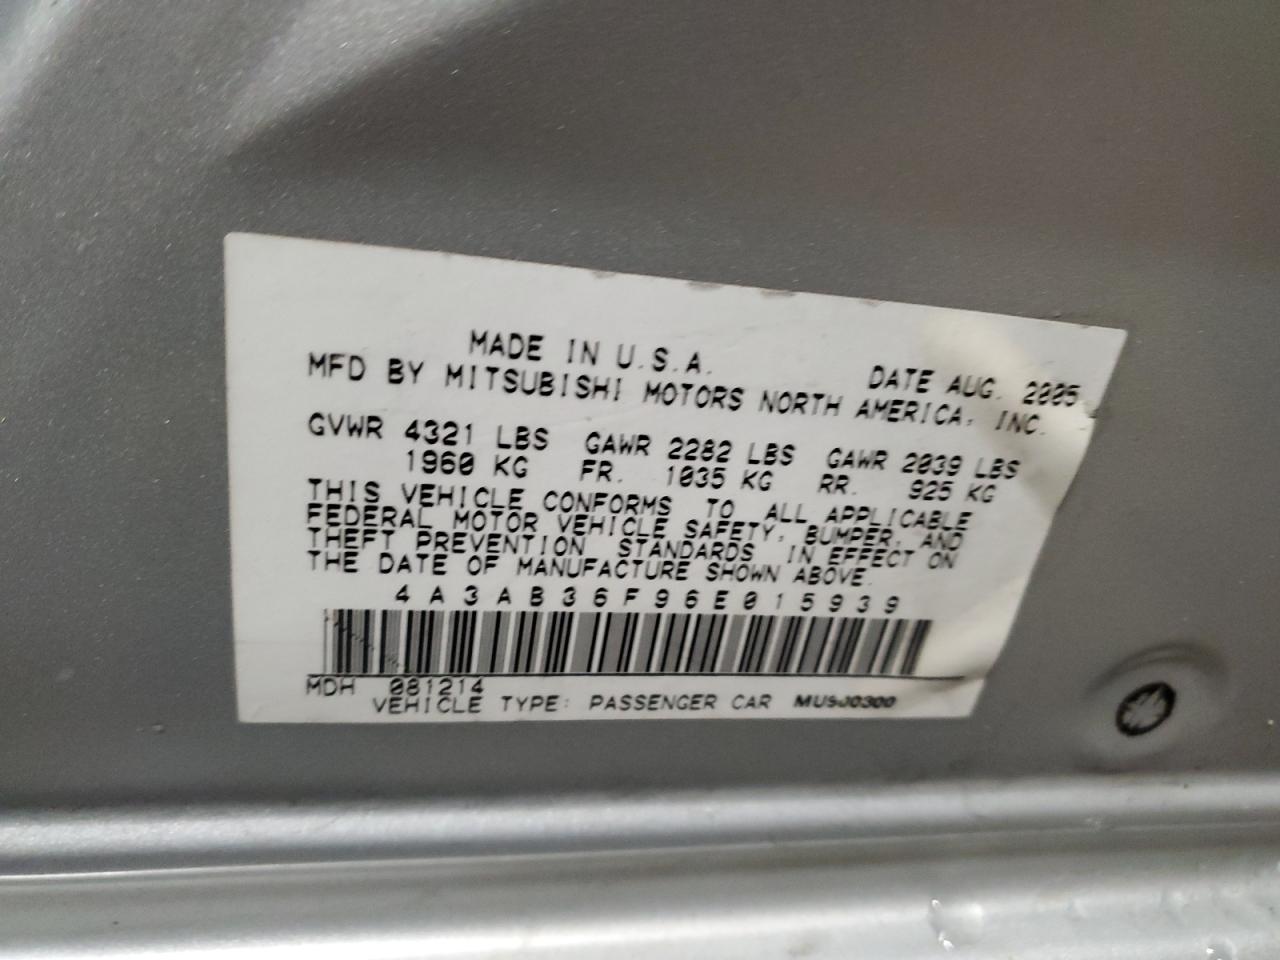 MADE IN U.S.A.
DATE AUG. 2005
MFD BY MITSUBISHI MOTORS NORTH AMERICA, INC.
GVWR 4321 LBS GAWR 2282 LBS GAWR 2039 LBS
1960 KG FR. 1035 KG RR. 925 KG
THIS VEHICLE CONFORMS TO ALL APPLICABLE
FEDERAL MOTOR VEHICLE SAFETY, BUMPER, AND
THEFT PREVENTION STANDARDS IN EFFECT ON
THE DATE OF MANUFACTURE SHOWN ABOVE.
4A3AB36F96E015939
MDH 081214
VEHICLE TYPE: PASSENGER CAR